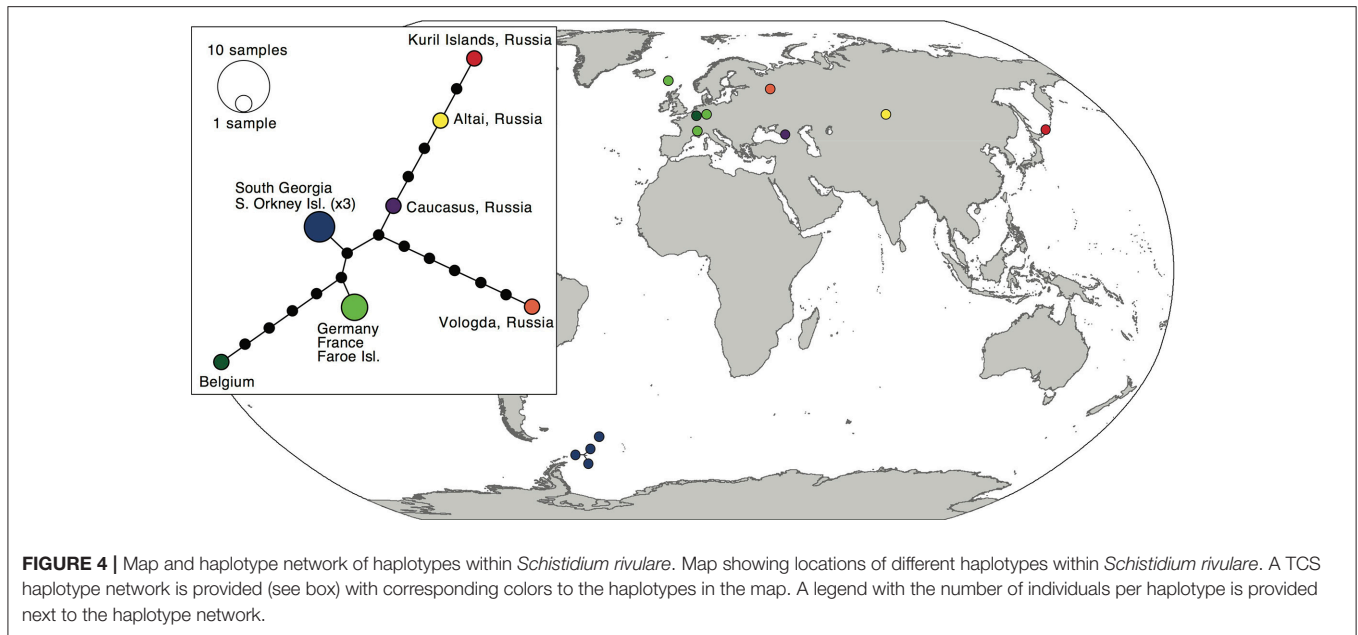 10 samples
1 sample
Kuril Islands, Russia
Altai, Russia
South Georgia
S. Orkney Isl. (x3)
Caucasus, Russia
Germany
France
Faroe Isl.
Vologda, Russia
Belgium
FIGURE 4 | Map and haplotype network of haplotypes within Schistidium rivulare. Map showing locations of different haplotypes within Schistidium rivulare. A TCS
haplotype network is provided (see box) with corresponding colors to the haplotypes in the map. A legend with the number of individuals per haplotype is provided
next to the haplotype network.